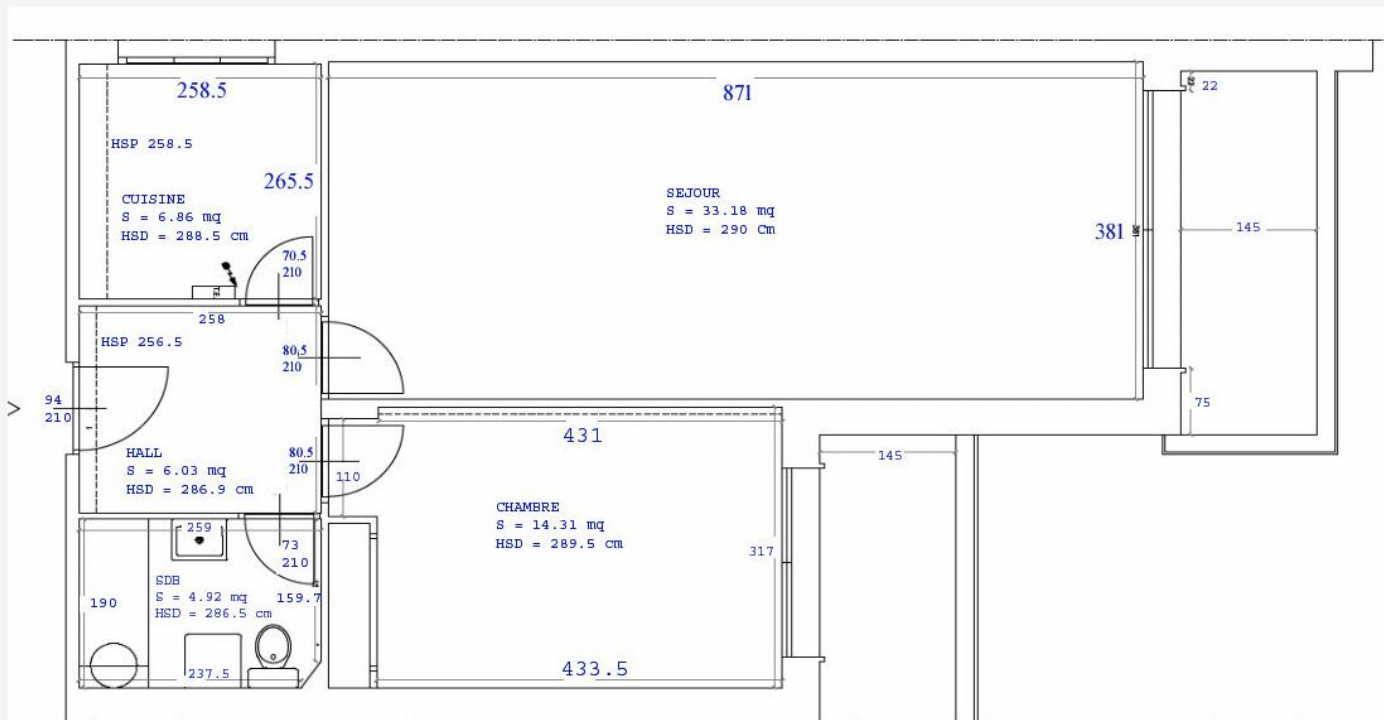 258.5
871
22
22
HSP 258.5
265.5
CUISINE
S = 6.86 mq
HSD = 288.5 Cm
SEJOUR
S = 33.18 mq
HSD = 290 Cm
381
381
145
70.5
210
258
HSP 256.5
80.5
210
94
210
75
431
145
HALL
S = 6.03 mq
HSD = 286.9 cm
80.5
210
110
CHAMBRE
S = 14.31 mq
HSD = 289.5 cm
317
259
73
210
SDB
S = 4.92 mq
HSD = 286.5 cm
159.7
190
237.5
433.5